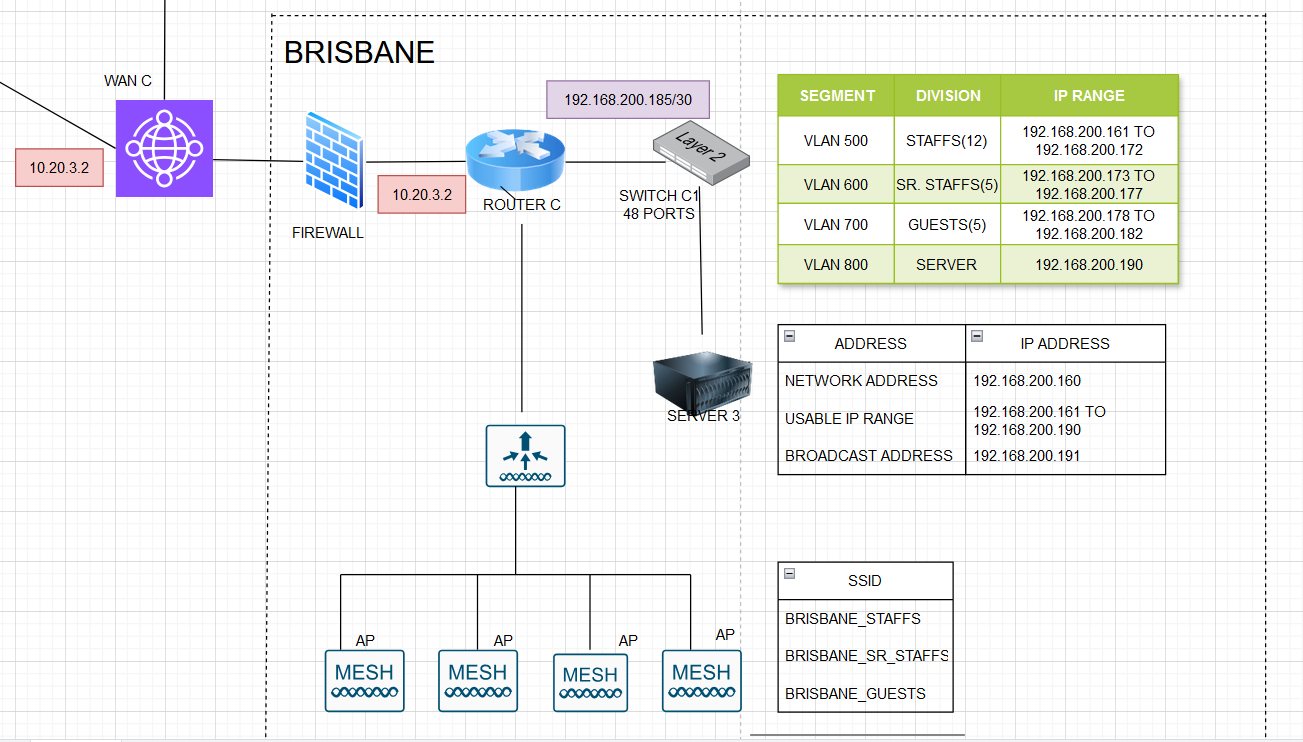 BRISBANE
WAN C
10.20.3.2
FIREWALL
10.20.3.2
ROUTER C
192.168.200.185/30
Layer 2
SWITCH C1
48 PORTS
SERVER 3
SEGMENT DIVISION IP RANGE
VLAN 500 STAFFS(12) 192.168.200.161 TO
192.168.200.172
VLAN 600 SR. STAFFS(5) 192.168.200.173 TO
192.168.200.177
VLAN 700 GUESTS(5) 192.168.200.178 TO
192.168.200.182
VLAN 800 SERVER 192.168.200.190
ADDRESS IP ADDRESS
NETWORK ADDRESS 192.168.200.160
USABLE IP RANGE 192.168.200.161 TO
192.168.200.190
BROADCAST ADDRESS 192.168.200.191
AP AP AP AP
MESH MESH MESH MESH
SSID
BRISBANE_STAFFS
BRISBANE_SR_STAFFS
BRISBANE_GUESTS